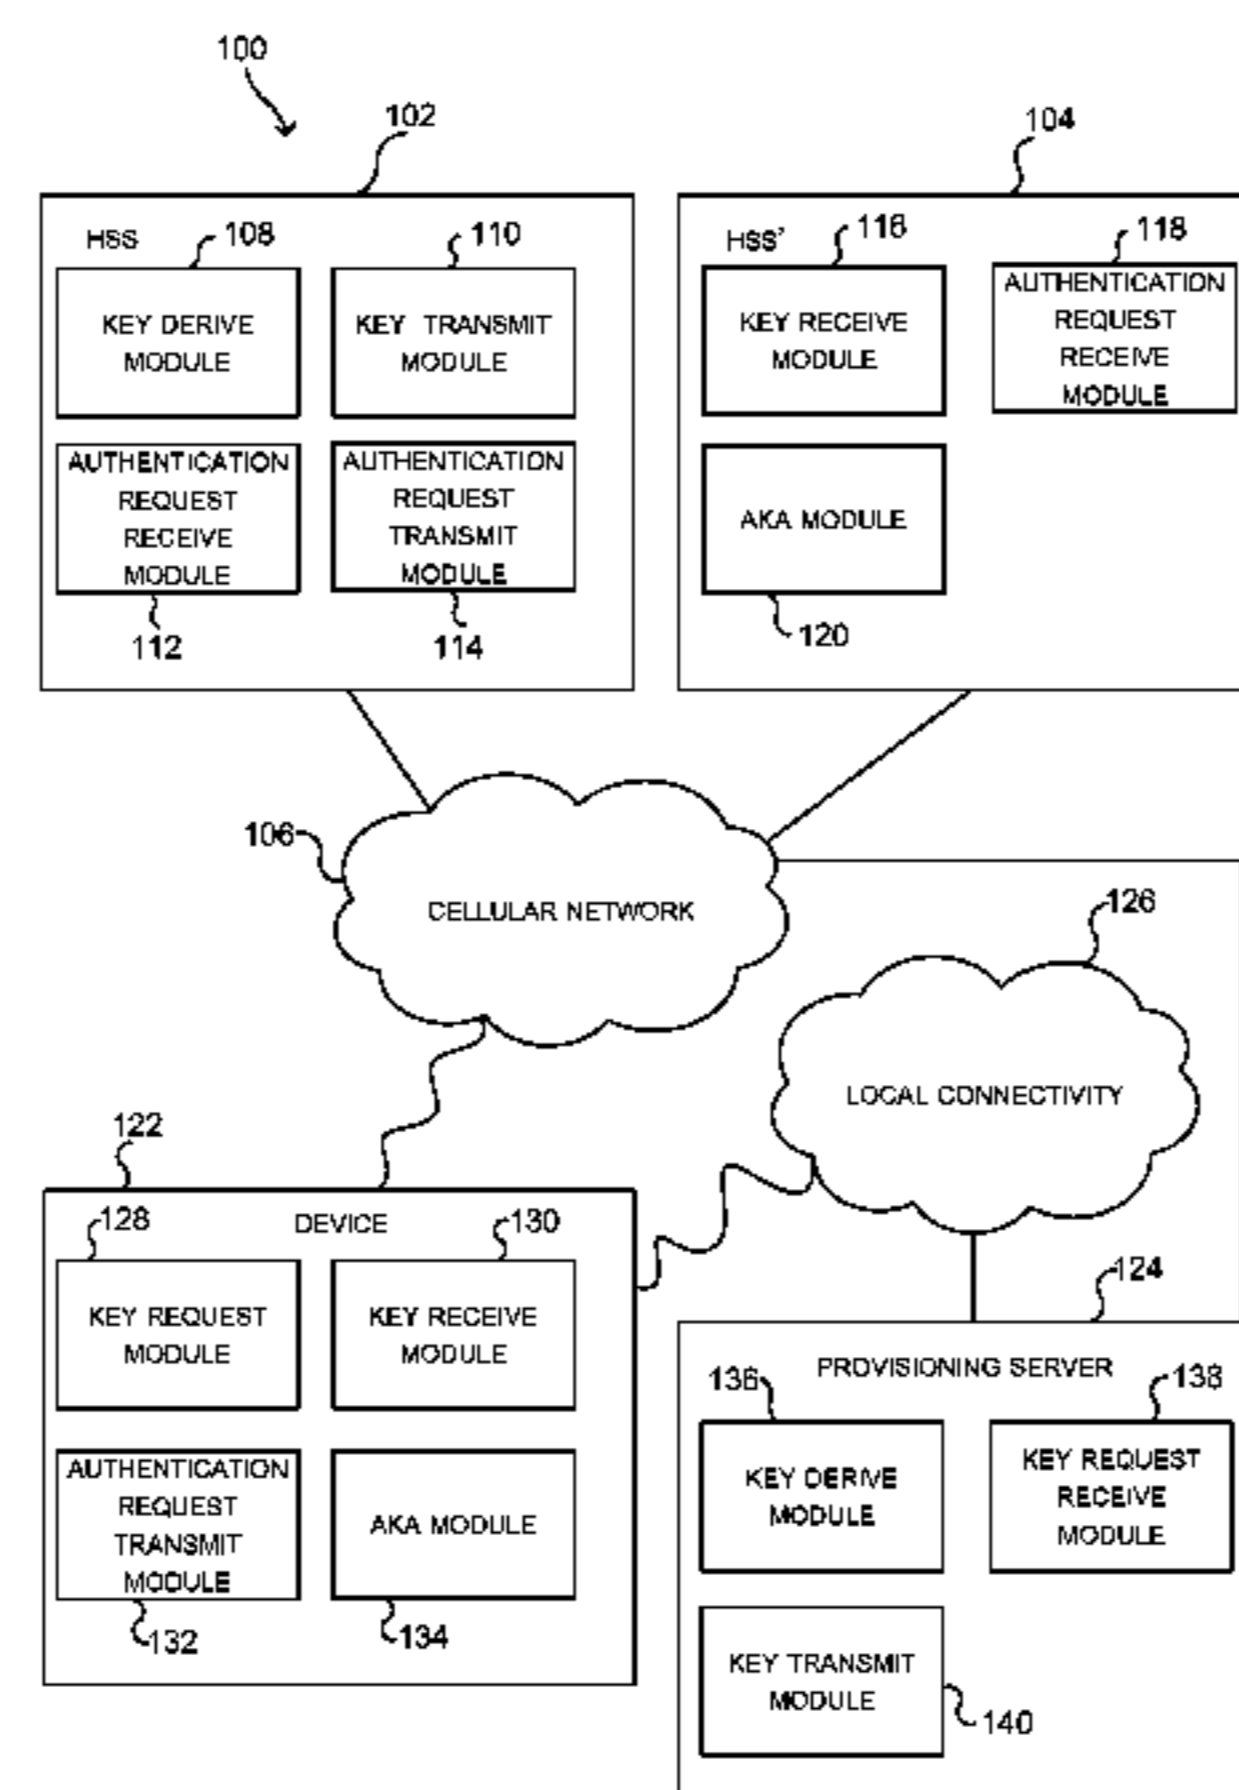 100
102
104
HSS
108
110
KEY DERIVE
MODULE
KEY TRANSMIT
MODULE
AUTHENTICATION
REQUEST
RECEIVE
MODULE
AUTHENTICATION
REQUEST
TRANSMIT
MODULE
112
114
HSS'
116
118
KEY RECEIVE
MODULE
AUTHENTICATION
REQUEST
RECEIVE
MODULE
AKA MODULE
120
106
CELLULAR NETWORK
126
LOCAL CONNECTIVITY
122
128
DEVICE
130
KEY REQUEST
MODULE
KEY RECEIVE
MODULE
AUTHENTICATION
REQUEST
TRANSMIT
MODULE
AKA MODULE
132
134
124
PROVISIONING SERVER
136
138
KEY DERIVE
MODULE
KEY REQUEST
RECEIVE
MODULE
KEY TRANSMIT
MODULE
140